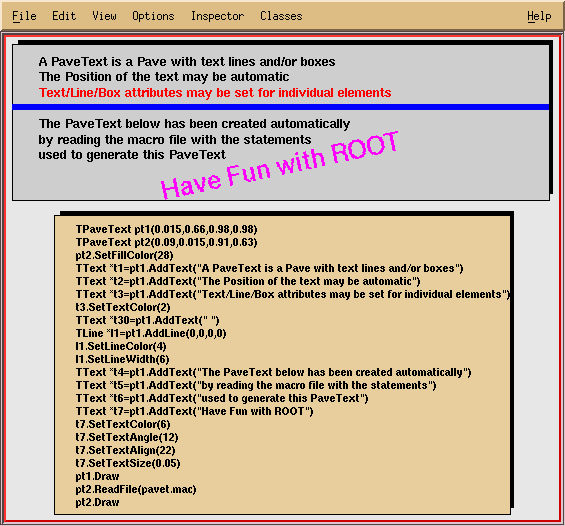 File Edit View Options Inspector Classes Help
A PaveText is a Pave with text lines and/or boxes
The Position of the text may be automatic
Text/Line/Box attributes may be set for individual elements
The PaveText below has been created automatically
by reading the macro file with the statements
used to generate this PaveText
Have Fun with ROOT
TPaveText pt1(0.015,0.66,0.98,0.98)
TPaveText pt2(0.09,0.015,0.91,0.63)
pt2.SetFillColor(28)
TText *t1=pt1.AddText("A PaveText is a Pave with text lines and/or boxes")
TText *t2=pt1.AddText("The Position of the text may be automatic")
TText *t3=pt1.AddText("Text/Line/Box attributes may be set for individual elements")
t3.SetTextColor(2)
TText *t30=pt1.AddText(" ")
TLine *l1=pt1.AddLine(0,0,0,0)
l1.SetLineColor(4)
l1.SetLineWidth(6)
TText *t4=pt1.AddText("The PaveText below has been created automatically")
TText *t5=pt1.AddText("by reading the macro file with the statements")
TText *t6=pt1.AddText("used to generate this PaveText")
TText *t7=pt1.AddText("Have Fun with ROOT")
t7.SetTextColor(6)
t7.SetTextAngle(12)
t7.SetTextAlign(22)
t7.SetTextSize(0.05)
pt1.Draw
pt2.ReadFile(pavet.mac)
pt2.Draw